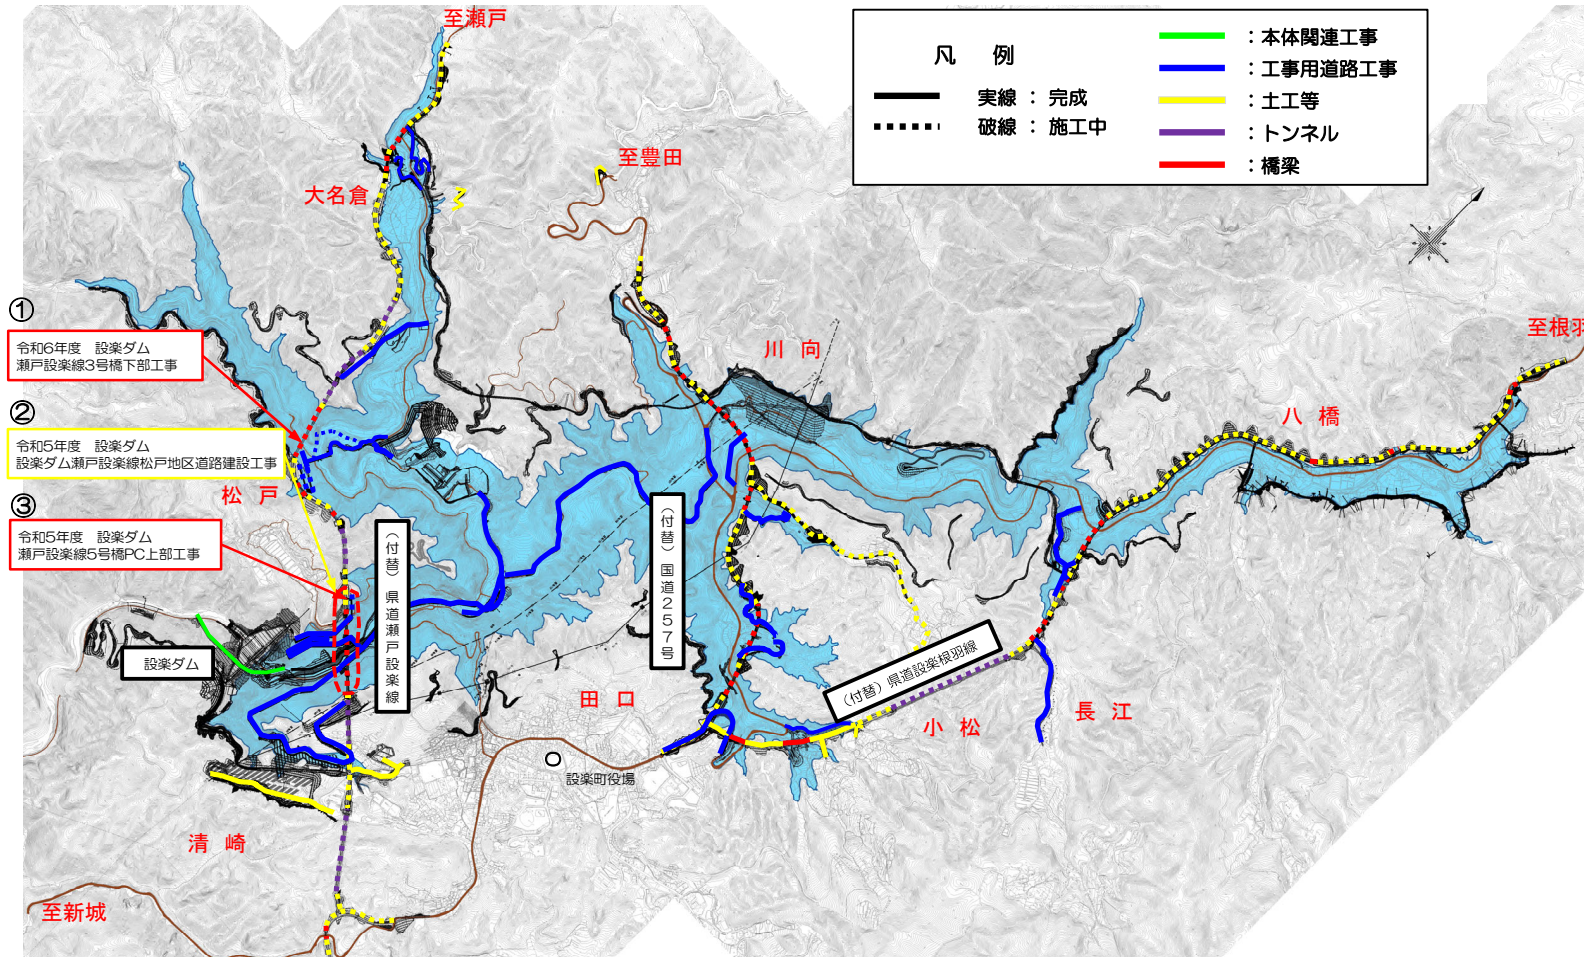 至瀬戸
凡 例
実線 ： 完成
破線 ： 施工中
：本体関連工事
：工事用道路工事
：土工等
：トンネル
：橋梁
至豊田
大名倉
①
令和6年度 設楽ダム
瀬戸設楽線3号橋下部工事
②
令和5年度 設楽ダム
設楽ダム瀬戸設楽線松戸地区道路建設工事
松 戸
③
令和5年度 設楽ダム
瀬戸設楽線5号橋PC上部工事
川 向
至根羽
八 橋
（付替）県道瀬戸設楽線
（付替）国道257号
設楽ダム
（付替）県道設楽根羽線
田 口
小 松
長 江
設楽町役場
清 崎
至新城